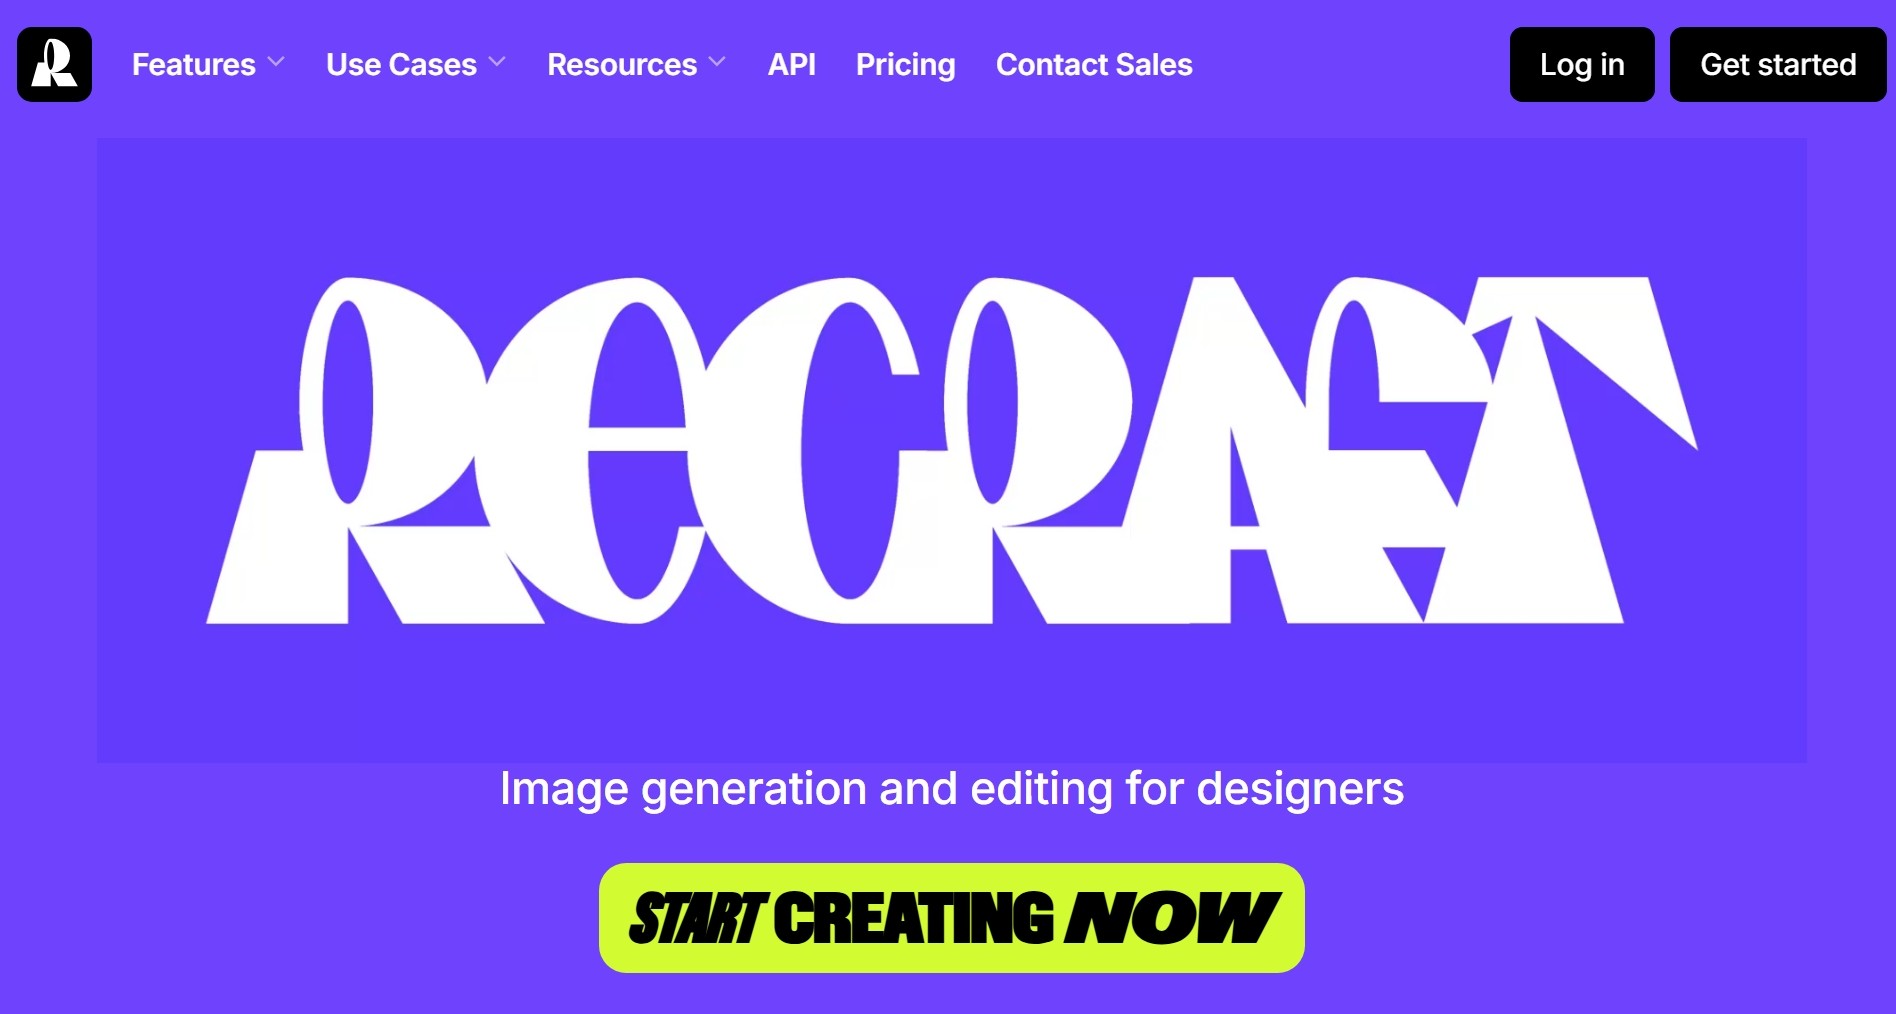 R Features Use Cases Resources API Pricing Contact Sales Log in Get started
ReCRAFT
Image generation and editing for designers
START CREATING NOW